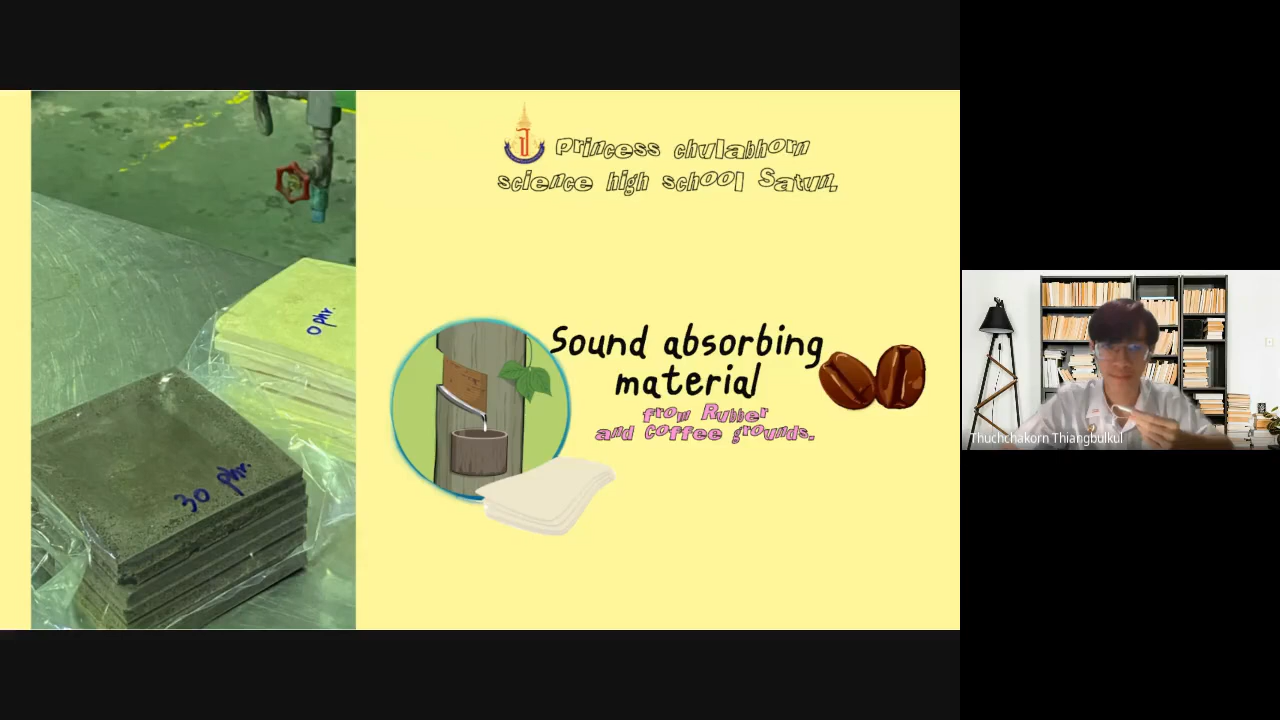 Princess chulabhorn
science high school Satun.
0 phr.
30 phr.
Sound absorbing
material
from Rubber
and Coffee grounds.
Thuchchakorn Thiangbulkul